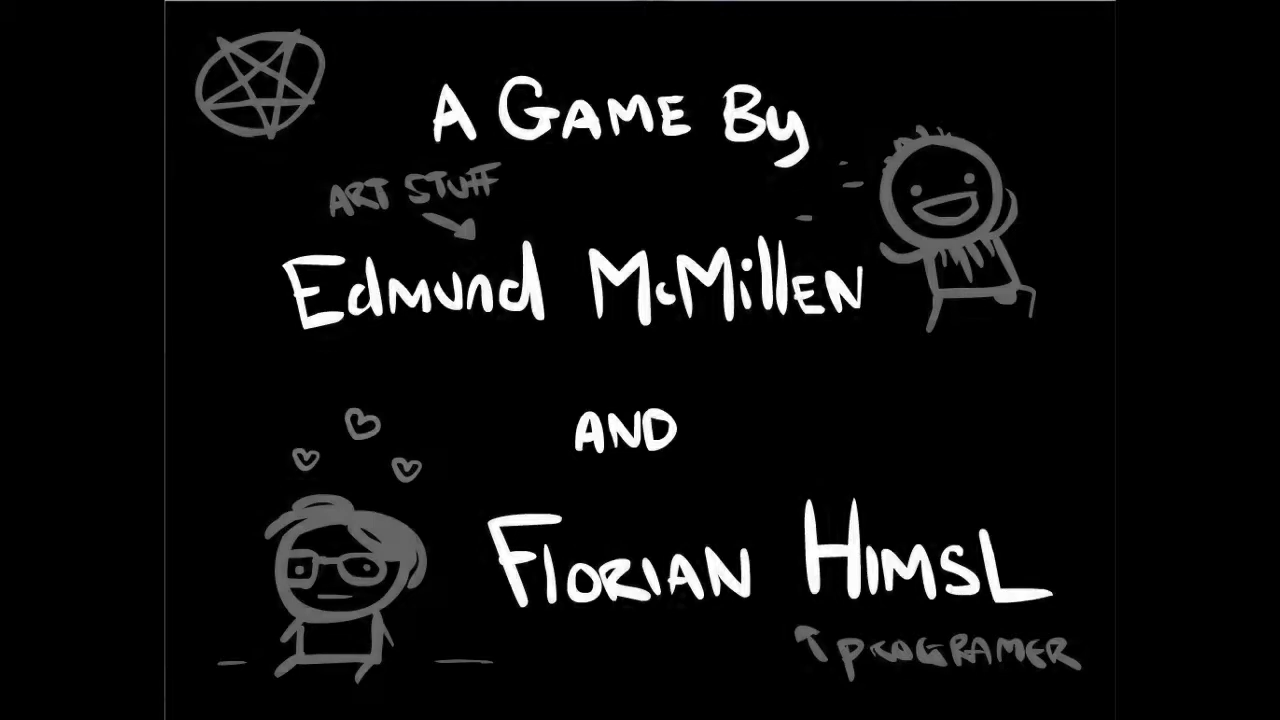 A GAME By
ART STUFF
Edmund McMillEN
AND
FlORIAN HIMSL
PROGRAMER